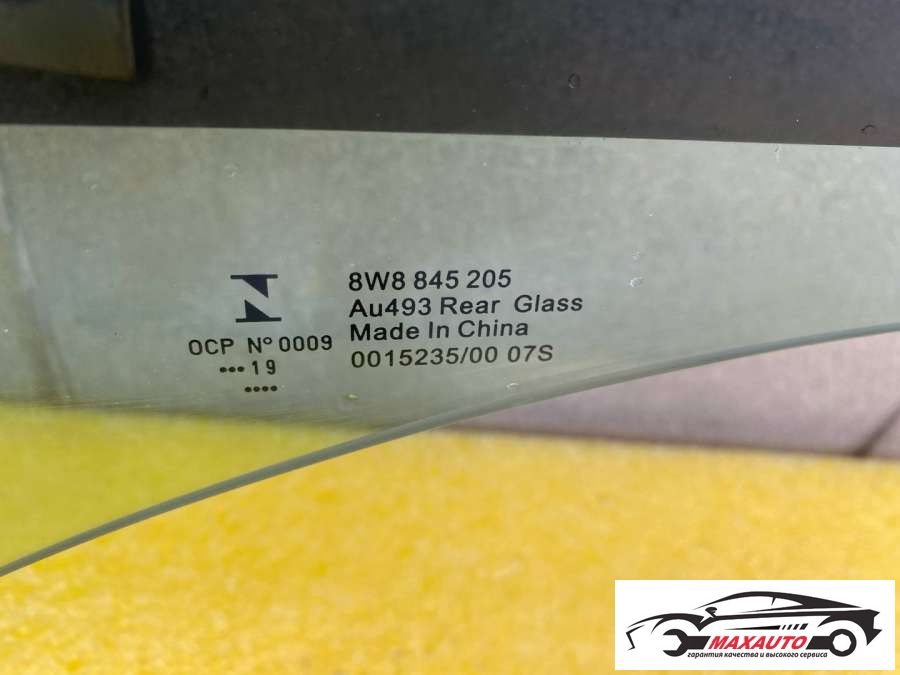 8W8 845 205
Au493 Rear Glass
Made In China
0015235/00 07S
OCP Nº 0009
••• 19
••••
MAXAUTO
гарантия качества и высокого сервиса